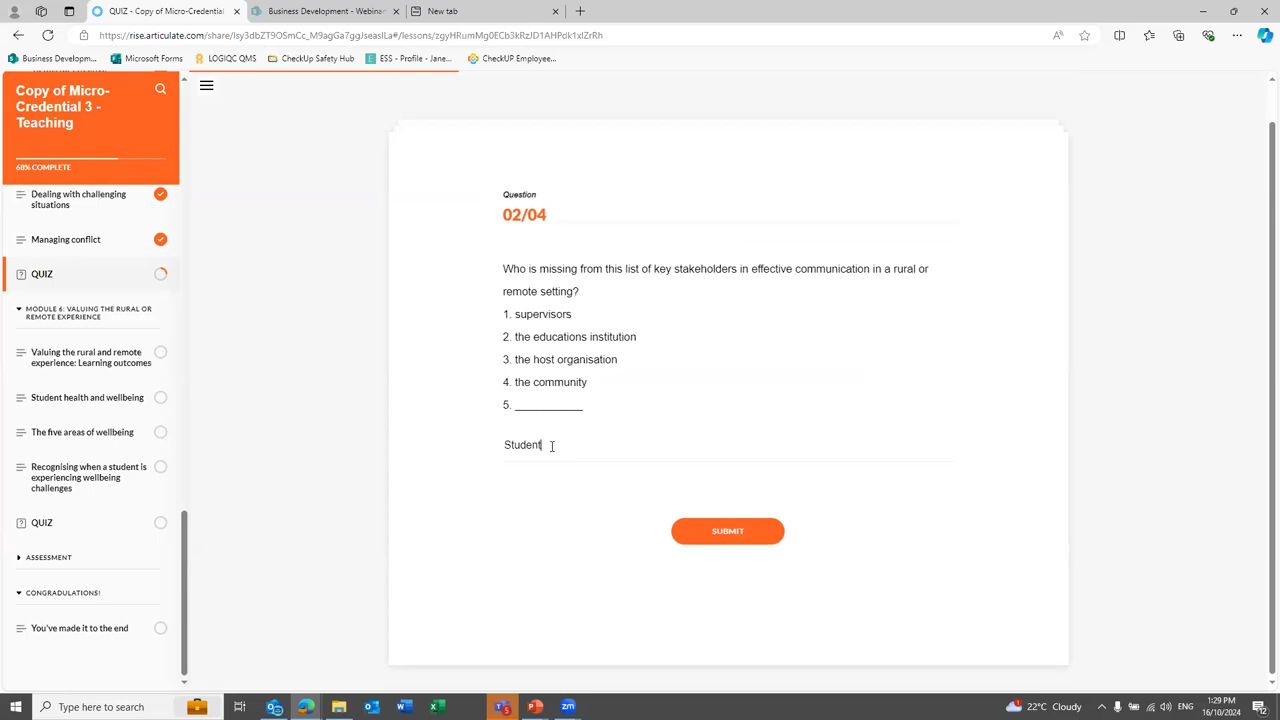 QUIZ - Copy of Micro-Credential
Business Development - Webinar
New tab
https://rise.articulate.com/share/Isy3dbZT9OSmCc_M9agGa7ggJseaslLa#/lessons/zgyHRumMg0ECb3kRzJD1AHPdk1xlZrRh
Business Developm...
Microsoft Forms
LOGIQC QMS
CheckUp Safety Hub
ESS - Profile - Jane...
CheckUP Employee...
Copy of Micro-
Credential 3 -
Teaching
68% COMPLETE
Dealing with challenging
situations
Managing conflict
QUIZ
MODULE 6: VALUING THE RURAL OR
REMOTE EXPERIENCE
Valuing the rural and remote
experience: Learning outcomes
Student health and wellbeing
The five areas of wellbeing
Recognising when a student is
experiencing wellbeing
challenges
QUIZ
ASSESSMENT
CONGRADULATIONS!
You've made it to the end
Question
02/04
Who is missing from this list of key stakeholders in effective communication in a rural or
remote setting?
1. supervisors
2. the educations institution
3. the host organisation
4. the community
5. ___________
Student
SUBMIT
Type here to search
22°C Cloudy
ENG
1:29 PM
16/10/2024